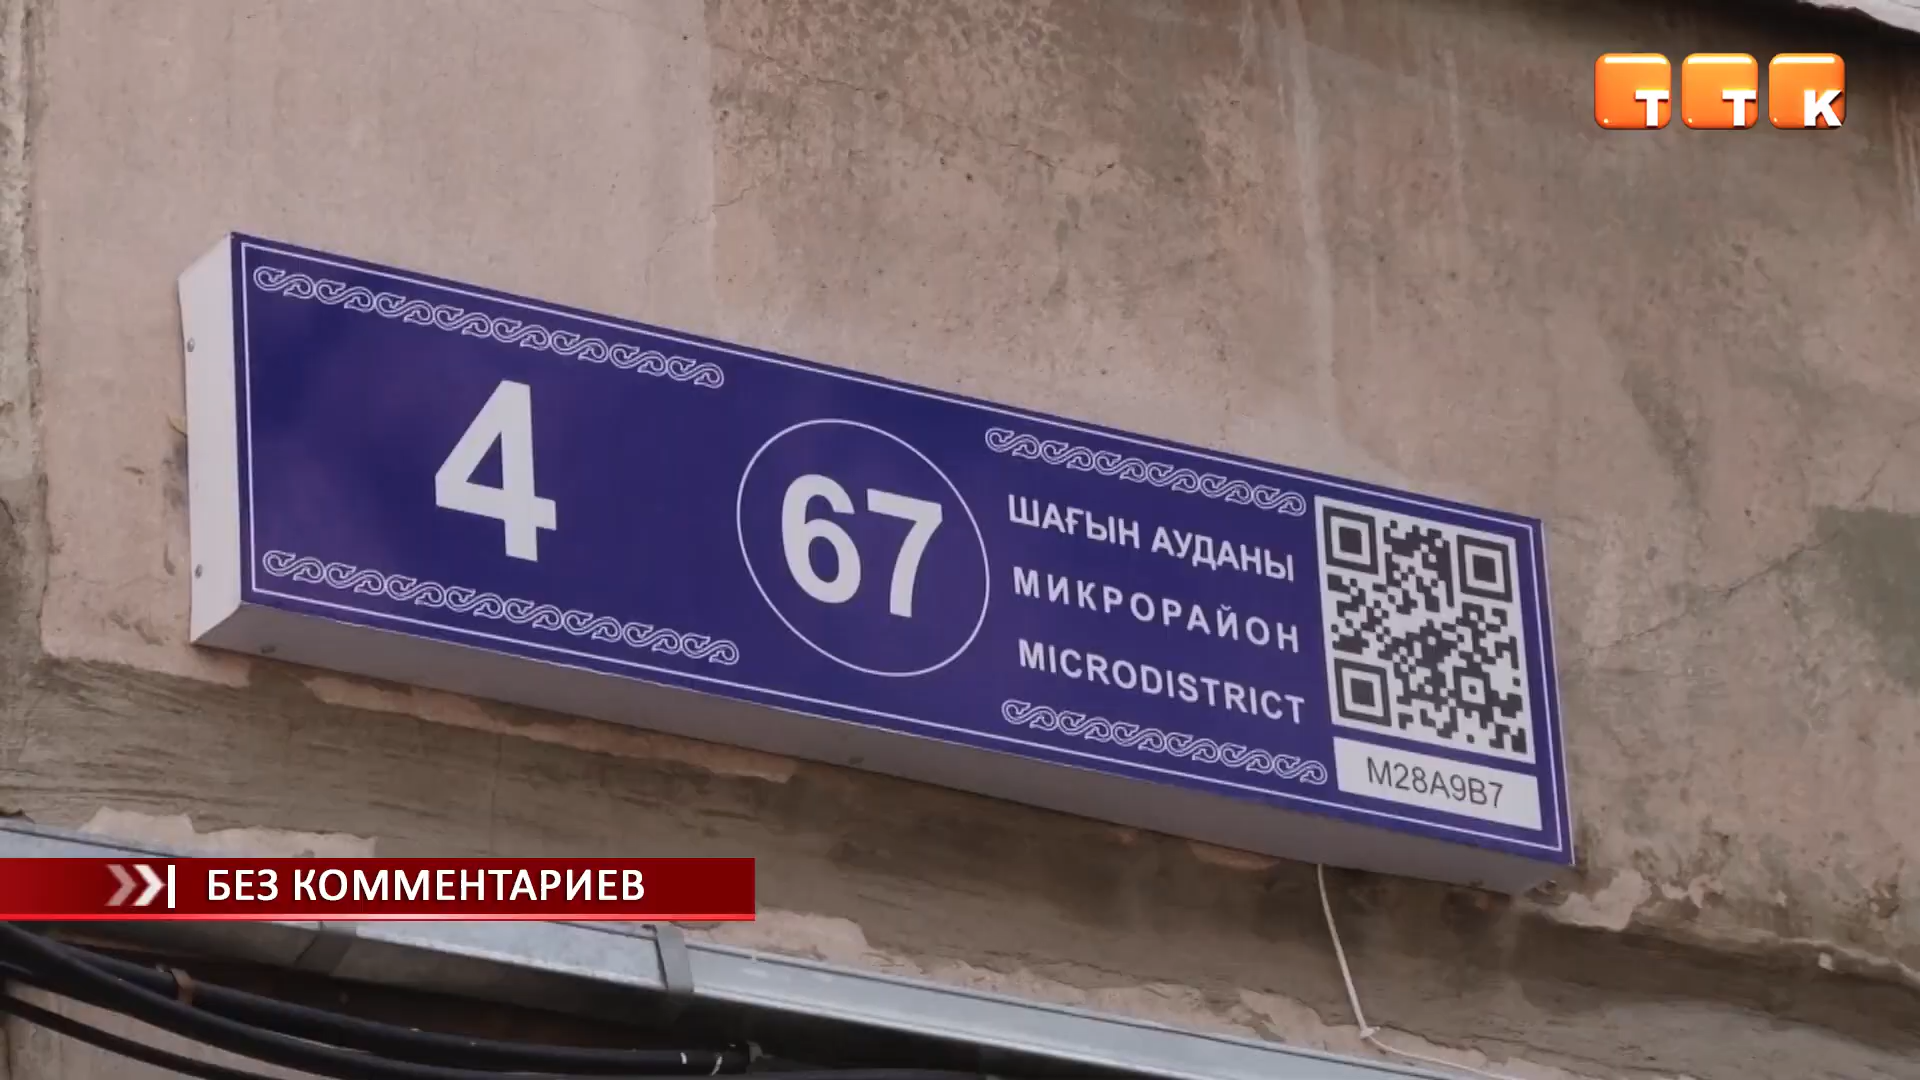 ТТК
4
67
ШАҒЫН АУДАНЫ
МИКРОРАЙОН
MICRODISTRICT
M28A9B7
БЕЗ КОММЕНТАРИЕВ